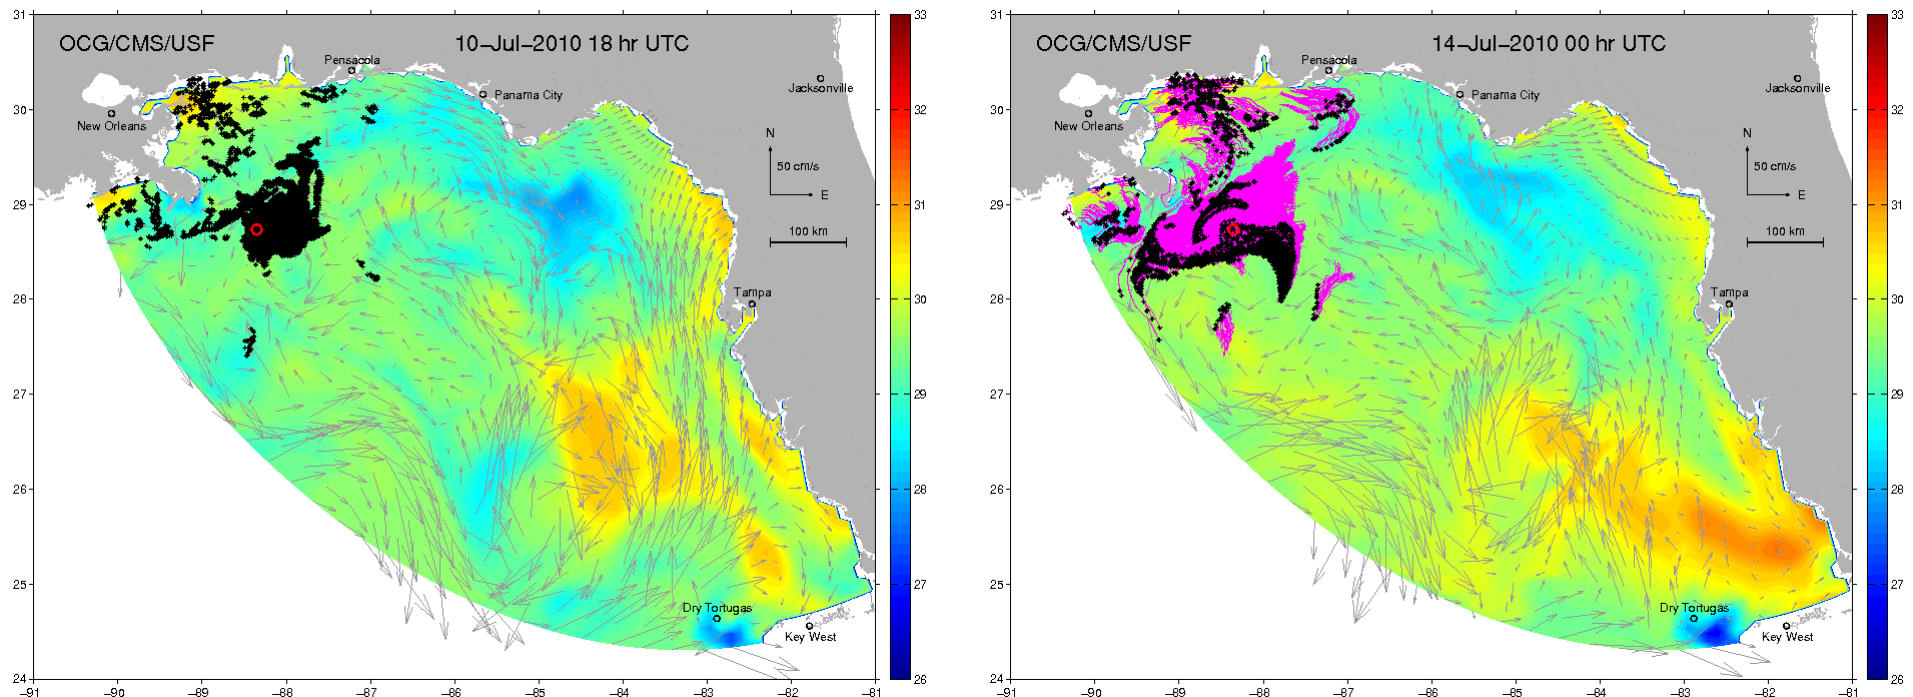 OCG/CMS/USF
10-Jul-2010 18 hr UTC
Pensacola
Jacksonville
Panama City
New Orleans
N
50 cm/s
E
100 km
Tampa
Dry Tortugas
Key West
31
30
29
28
27
26
25
24
-91 -90 -89 -88 -87 -86 -85 -84 -83 -82 -81
33
32
31
30
29
28
27
26
OCG/CMS/USF
14-Jul-2010 00 hr UTC
Pensacola
Jacksonville
Panama City
New Orleans
N
50 cm/s
E
100 km
Tampa
Dry Tortugas
Key West
31
30
29
28
27
26
25
24
-91 -90 -89 -88 -87 -86 -85 -84 -83 -82 -81
33
32
31
30
29
28
27
26